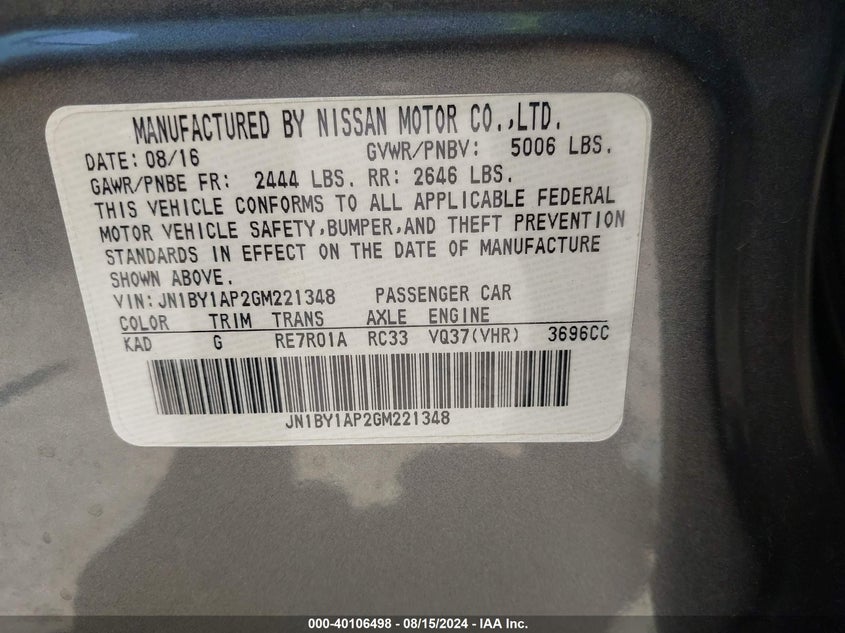 MANUFACTURED BY NISSAN MOTOR CO.,LTD.
DATE: 08/16 GVWR/PNBV: 5006 LBS.
GAWR/PNBE FR: 2444 LBS. RR: 2646 LBS.
THIS VEHICLE CONFORMS TO ALL APPLICABLE FEDERAL
MOTOR VEHICLE SAFETY,BUMPER,AND THEFT PREVENTION
STANDARDS IN EFFECT ON THE DATE OF MANUFACTURE
SHOWN ABOVE.
VIN:JN1BY1AP2GM221348 PASSENGER CAR
COLOR TRIM TRANS AXLE ENGINE
KAD G RE7R01A RC33 VQ37(VHR) 3696CC
JN1BY1AP2GM221348
000-40106498 - 08/15/2024 - IAA Inc.